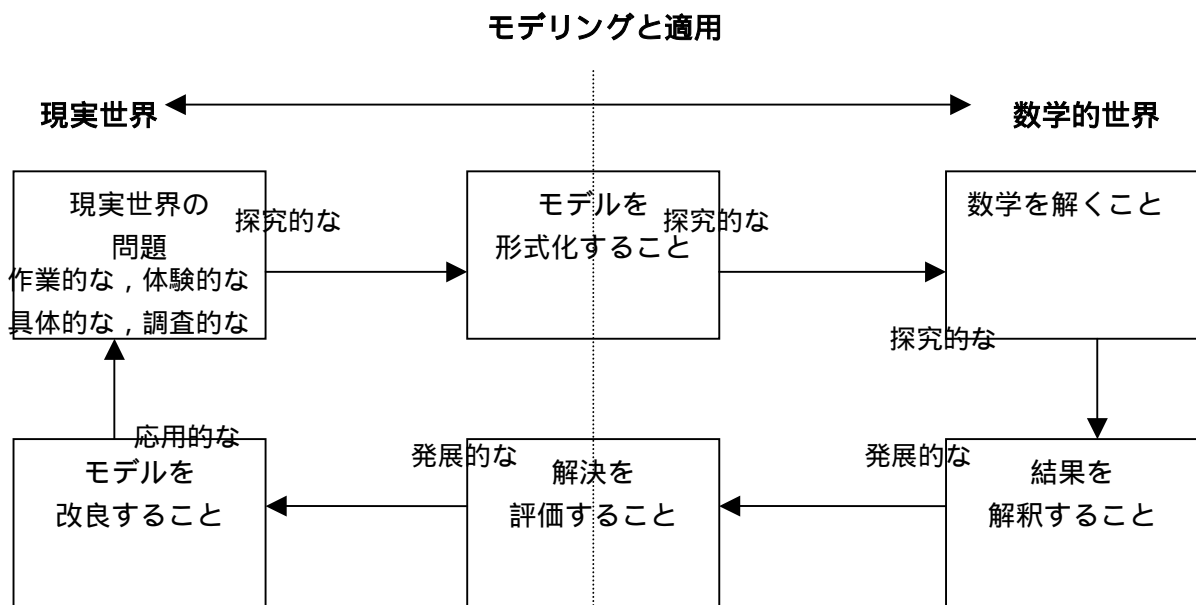 モデリングと適用
現実世界
数学的世界
現実世界の
問題
作業的な,体験的な
具体的な,調査的な
探究的な
モデルを
形式化すること
探究的な
数学を解くこと
探究的な
応用的な
モデルを
改良すること
発展的な
解決を
評価すること
発展的な
結果を
解釈すること